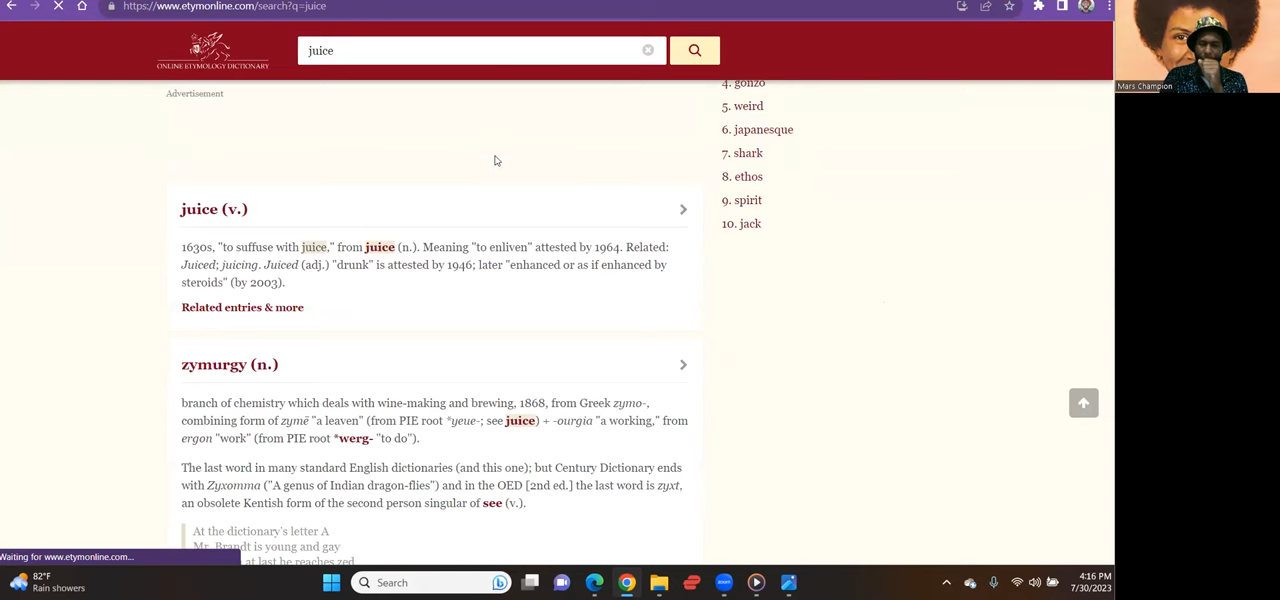 https://www.etymonline.com/search?q=juice
ONLINE ETYMOLOGY DICTIONARY
juice
Mars Champion
Advertisement
4. gonzo
5. weird
6. japanesque
7. shark
8. ethos
9. spirit
10. jack
juice (v.)
1630s, "to suffuse with juice," from juice (n.). Meaning "to enliven" attested by 1964. Related:
Juiced; juicing. Juiced (adj.) "drunk" is attested by 1946; later "enhanced or as if enhanced by
steroids" (by 2003).
Related entries & more
zymurgy (n.)
branch of chemistry which deals with wine-making and brewing, 1868, from Greek zymo-,
combining form of zymē "a leaven" (from PIE root *yeue-; see juice) + -ourgia "a working," from
ergon "work" (from PIE root *werg- "to do").
The last word in many standard English dictionaries (and this one); but Century Dictionary ends
with Zyxomma ("A genus of Indian dragon-flies") and in the OED [2nd ed.] the last word is zyxt,
an obsolete Kentish form of the second person singular of see (v.).
At the dictionary's letter A
Mr. Brandt is young and gay
at last he reaches zed
Waiting for www.etymonline.com...
82°F
Rain showers
Search
zoom
4:16 PM
7/30/2023